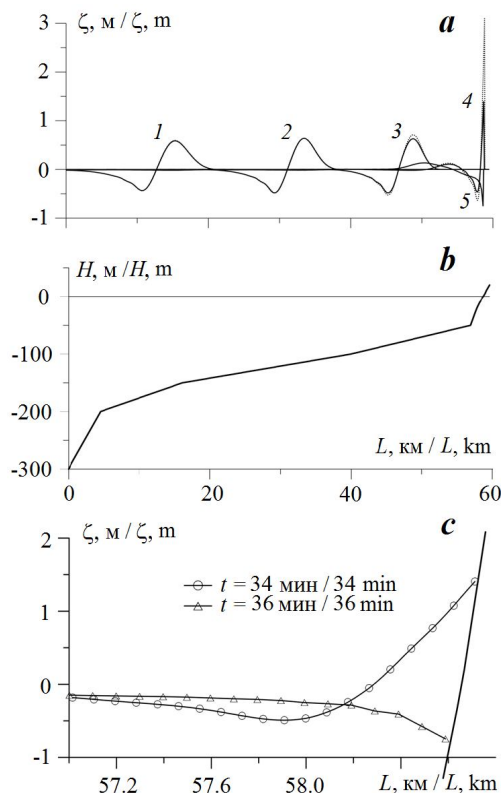 3
ζ, м / ζ, m
a
2
4
1
1
2
3
0
5
-1
H, м /H, m
b
0
-100
-200
L, км / L, km
-300
0
20
40
60
ζ, м / ζ, m
c
2
t = 34 мин / 34 min
t = 36 мин / 36 min
1
0
-1
57.2
57.6
58.0
L, км / L, km